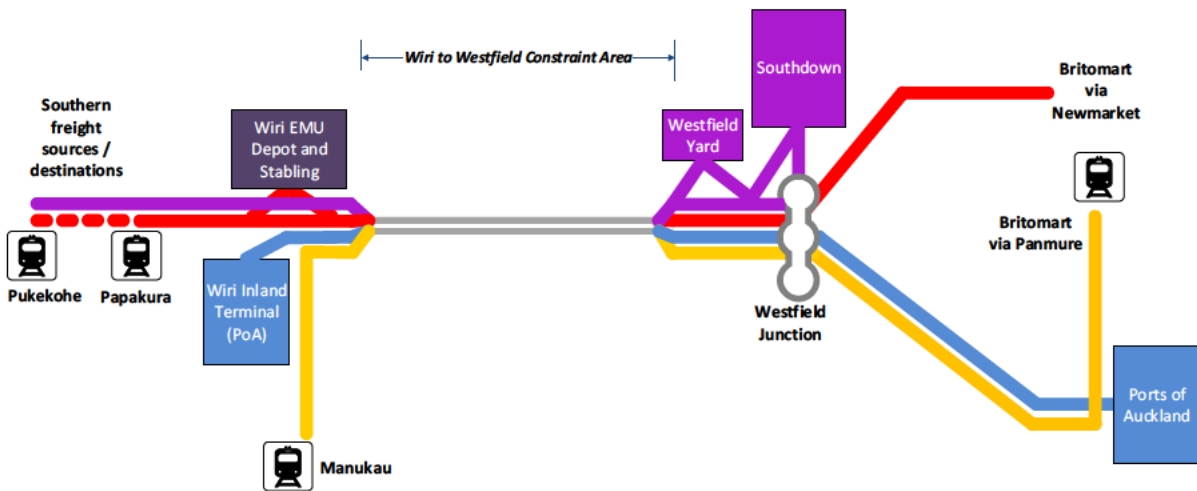 Wiri to Westfield Constraint Area
Southdown
Britomart
via
Newmarket
Southern
freight
sources /
destinations
Wiri EMU
Depot and
Stabling
Westfield
Yard
Britomart
via Panmure
Pukekohe
Papakura
Wiri Inland
Terminal
(PoA)
Westfield
Junction
Ports of
Auckland
Manukau